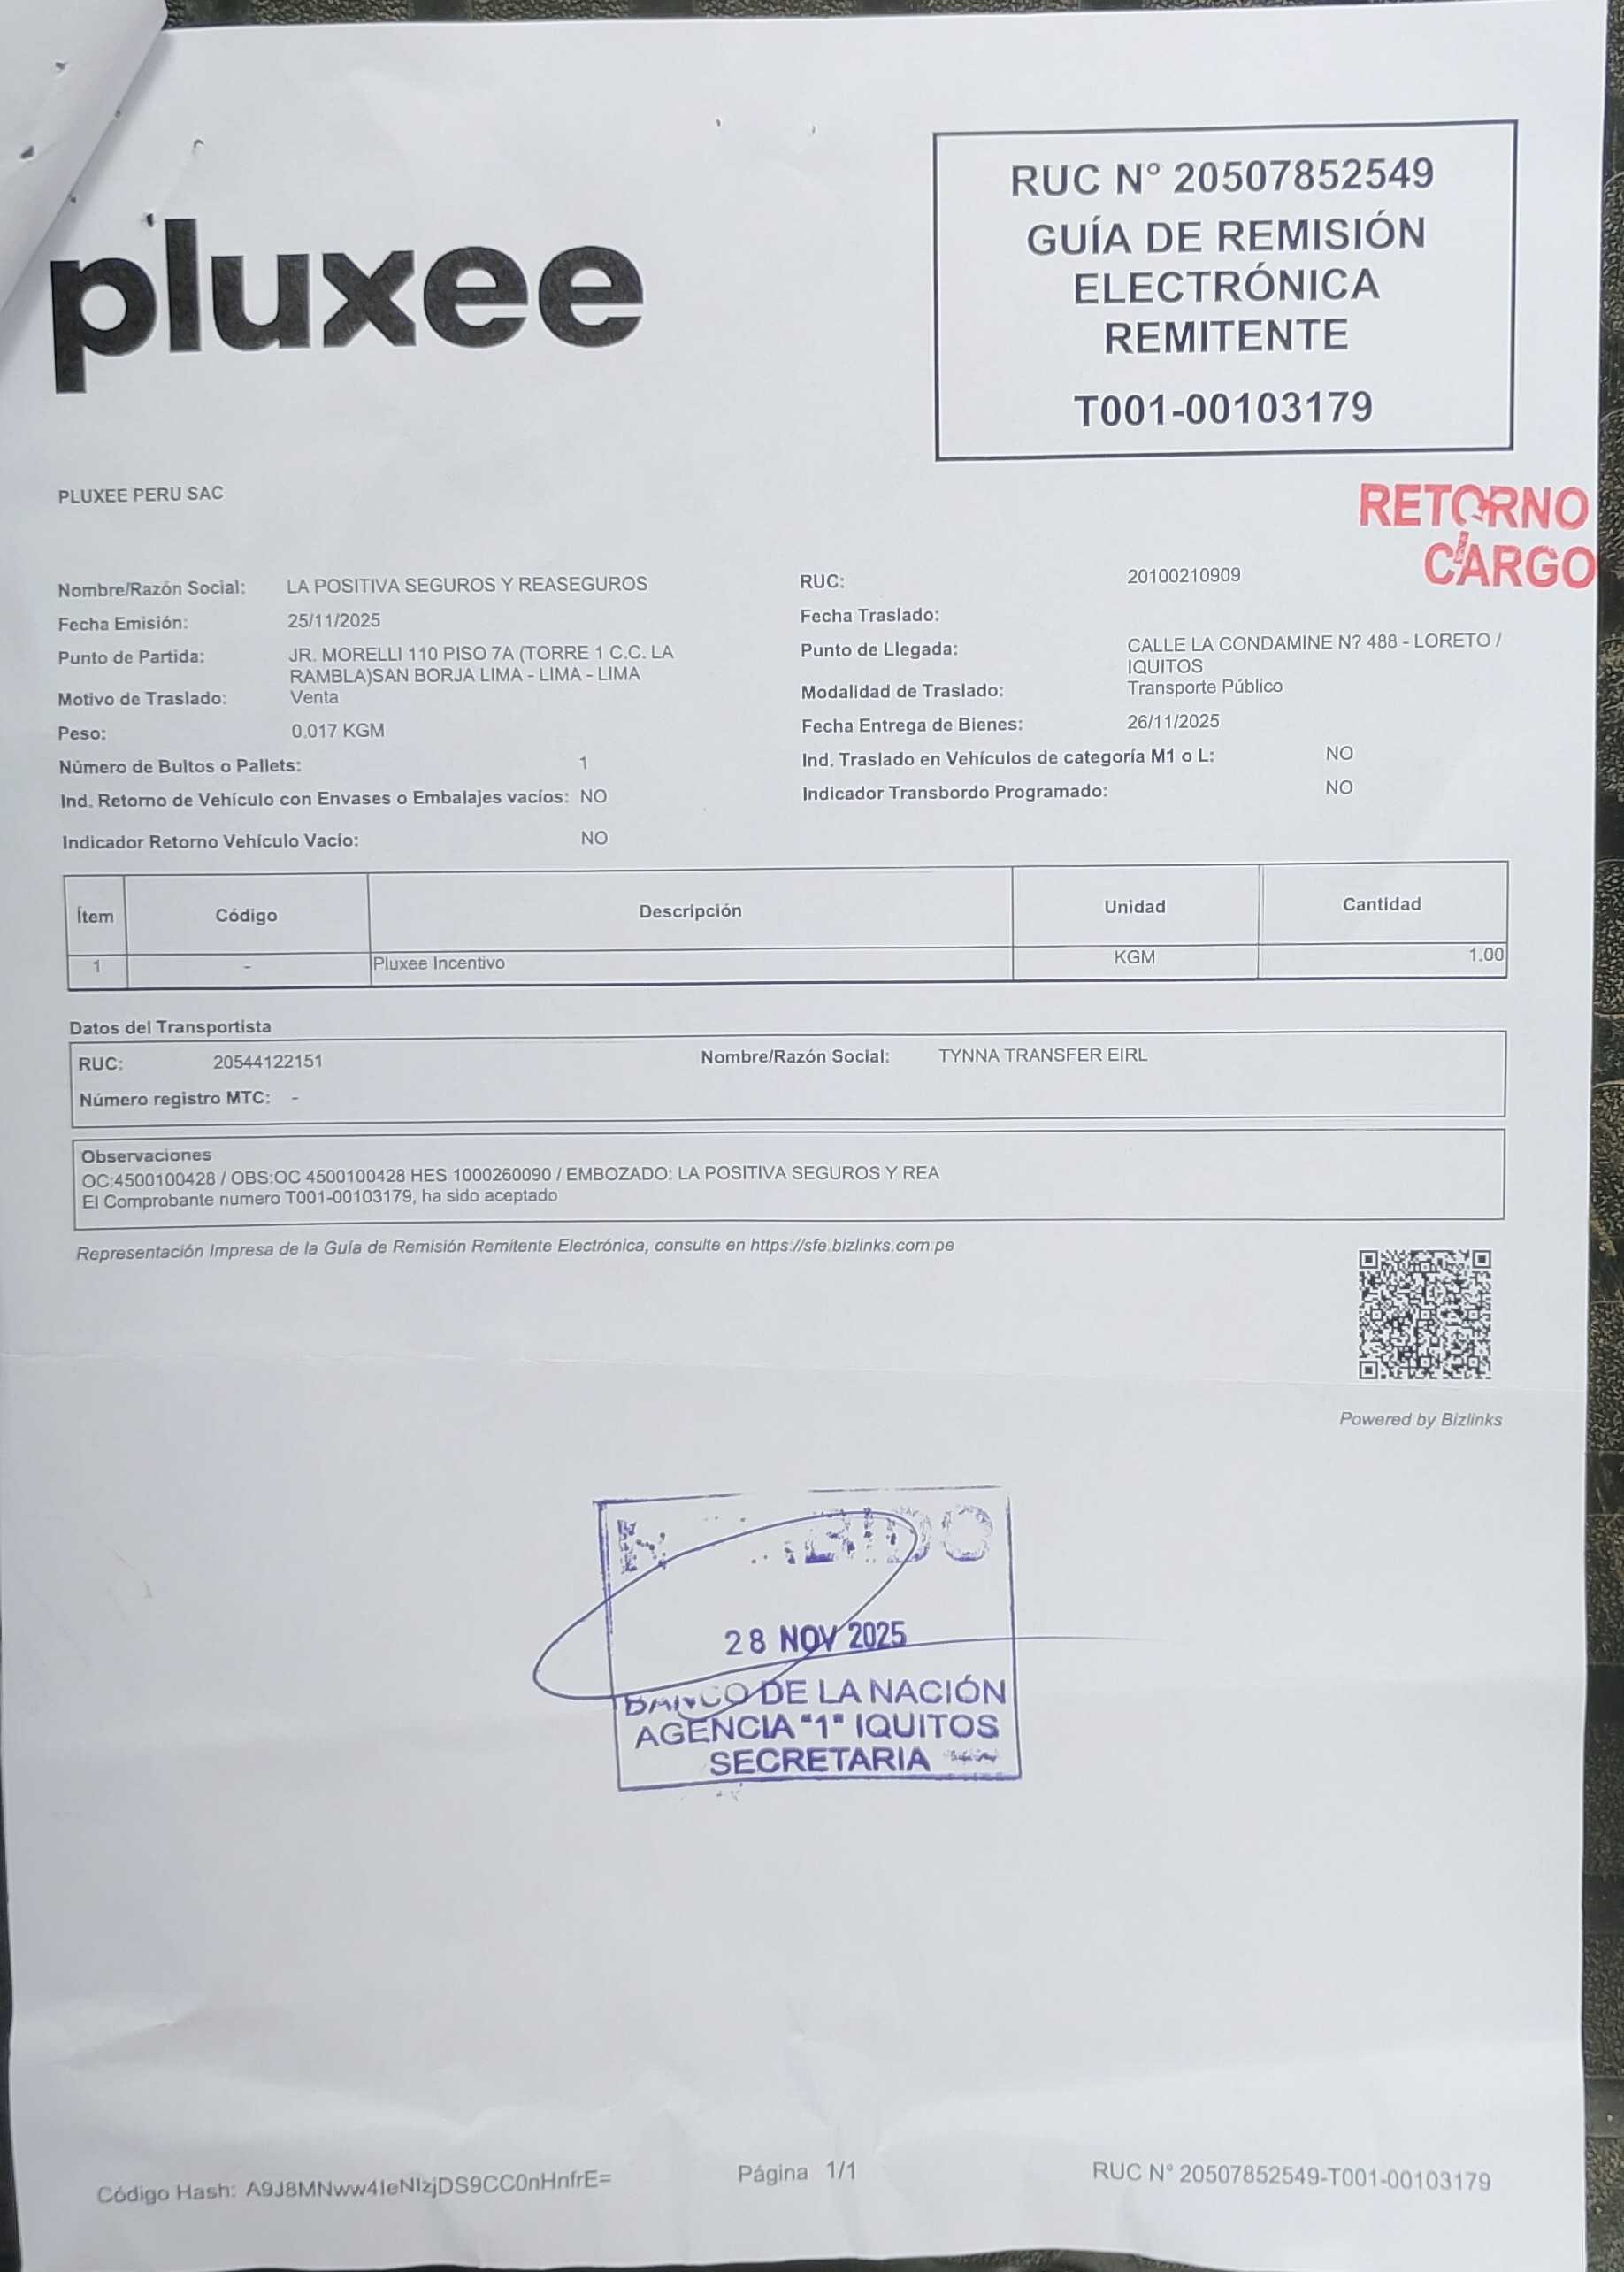 pluxee
RUC N° 20507852549
GUÍA DE REMISIÓN
ELECTRÓNICA
REMITENTE
T001-00103179
PLUXEE PERU SAC
RETORNO
CARGO
Nombre/Razón Social: LA POSITIVA SEGUROS Y REASEGUROS
RUC: 20100210909
Fecha Emisión: 25/11/2025
Fecha Traslado:
Punto de Partida: JR. MORELLI 110 PISO 7A (TORRE 1 C.C. LA
RAMBLA)SAN BORJA LIMA - LIMA - LIMA
Punto de Llegada: CALLE LA CONDAMINE N? 488 - LORETO /
IQUITOS
Motivo de Traslado: Venta
Modalidad de Traslado: Transporte Público
Peso: 0.017 KGM
Fecha Entrega de Bienes: 26/11/2025
Número de Bultos o Pallets: 1
Ind. Traslado en Vehículos de categoría M1 o L: NO
Ind. Retorno de Vehículo con Envases o Embalajes vacíos: NO
Indicador Transbordo Programado: NO
Indicador Retorno Vehículo Vacío: NO
Ítem Código Descripción Unidad Cantidad
1 - Pluxee Incentivo KGM 1.00
Datos del Transportista
RUC: 20544122151 Nombre/Razón Social: TYNNA TRANSFER EIRL
Número registro MTC: -
Observaciones
OC:4500100428 / OBS:OC 4500100428 HES 1000260090 / EMBOZADO: LA POSITIVA SEGUROS Y REA
El Comprobante numero T001-00103179, ha sido aceptado
Representación Impresa de la Guía de Remisión Remitente Electrónica, consulte en https://sfe.bizlinks.com.pe
Powered by Bizlinks
28 NOV 2025
BANCO DE LA NACIÓN
AGENCIA "1" IQUITOS
SECRETARIA
Código Hash: A9J8MNww4IeNIzjDS9CC0nHnfrE=
Página 1/1
RUC N° 20507852549-T001-00103179